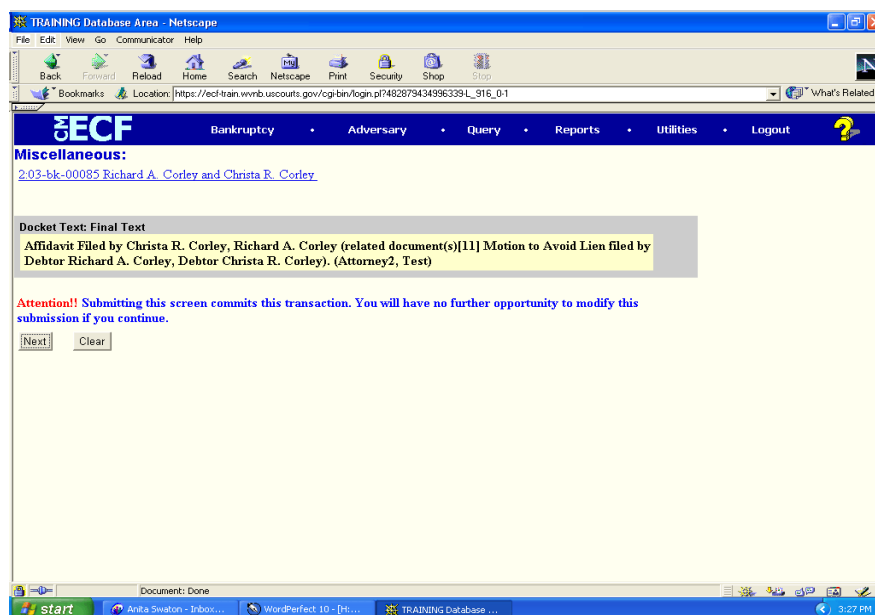 TRAINING Database Area - Netscape
File Edit View Go Communicator Help
Back Forward Reload Home Search Netscape Print Security Shop Stop
Bookmarks Location: https://ecf-train.wvnb.uscourts.gov/cgi-bin/login.pl?482879434996339-L_916_0-1 What's Related
CM ECF Bankruptcy • Adversary • Query • Reports • Utilities • Logout ?
Miscellaneous:
2:03-bk-00085 Richard A. Corley and Christa R. Corley
Docket Text: Final Text
Affidavit Filed by Christa R. Corley, Richard A. Corley (related document(s)[11] Motion to Avoid Lien filed by
Debtor Richard A. Corley, Debtor Christa R. Corley). (Attorney2, Test)
Attention!! Submitting this screen commits this transaction. You will have no further opportunity to modify this
submission if you continue.
Next Clear
Document: Done
start Anita Swaton - Inbox... WordPerfect 10 - [H:... TRAINING Database ... 3:27 PM